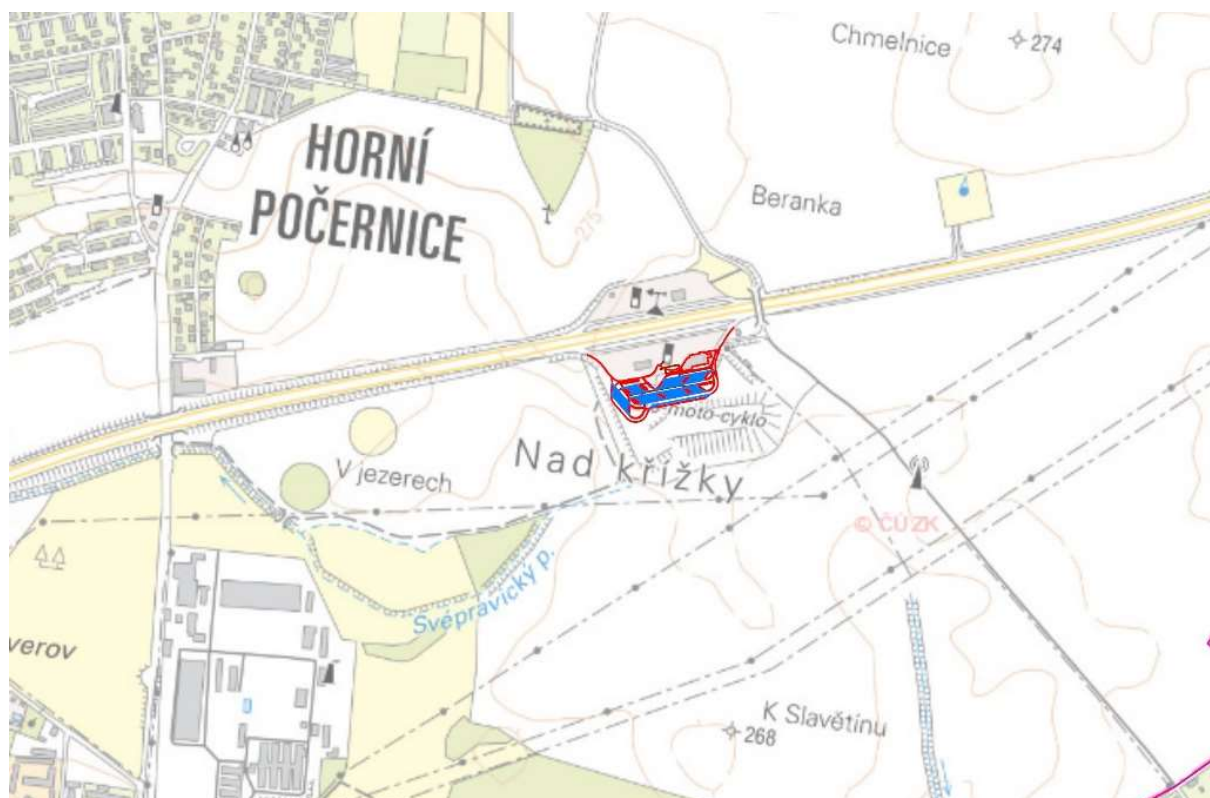 Chmelnice
274
HORNÍ
POČERNICE
Beranka
275
moto-cyklo
Nad křížky
V jezerech
© ČÚZK
Svépravický p.
verov
K Slavětínu
268